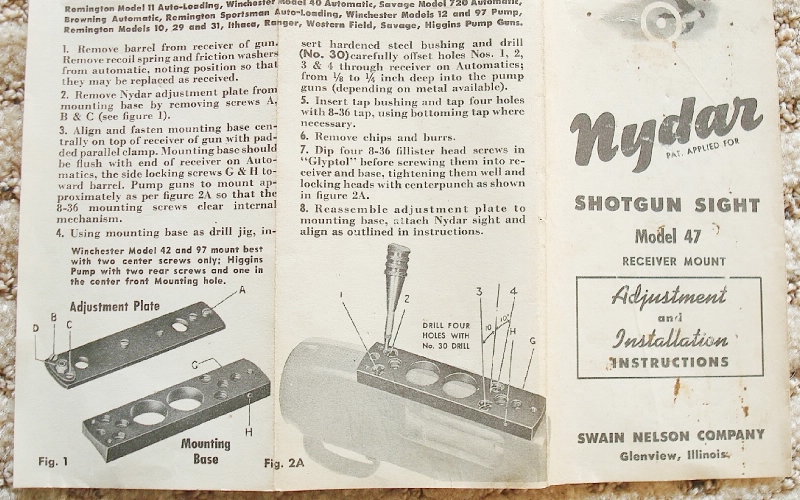 Remington Model 11 Auto-Loading, Winchester Model 40 Automatic, Savage Model 720 Automatic,
Browning Automatic, Remington Sportsman Auto-Loading, Winchester Models 12 and 97 Pump,
Remington Models 10, 29 and 31, Ithaca, Ranger, Western Field, Savage, Higgins Pump Guns.
1. Remove barrel from receiver of gun.
Remove recoil spring and friction washers
from automatic, noting position so that
they may be replaced as received.
2. Remove Nydar adjustment plate from
mounting base by removing screws A,
B & C (see figure 1).
3. Align and fasten mounting base cen-
trally on top of receiver of gun with pad-
ded parallel clamp. Mounting base should
be flush with end of receiver on Auto-
matics, the side locking screws G & H to-
ward barrel. Pump guns to mount ap-
proximately as per figure 2A so that the
8-36 mounting screws clear internal
mechanism.
4. Using mounting base as drill jig, in-
Winchester Model 42 and 97 mount best
with two center screws only; Higgins
Pump with two rear screws and one in
the center front Mounting hole.
Adjustment Plate
A
B
D
C
G
H
Mounting
Base
Fig. 1
sert hardened steel bushing and drill
(No. 30) carefully offset holes Nos. 1, 2,
3 & 4 through receiver on Automatics;
from 1/8 to 1/4 inch deep into the pump
guns (depending on metal available).
5. Insert tap bushing and tap four holes
with 8-36 tap, using bottoming tap where
necessary.
6. Remove chips and burrs.
7. Dip four 8-36 fillister head screws in
"Glyptol" before screwing them into re-
ceiver and base, tightening them well and
locking heads with centerpunch as shown
in figure 2A.
8. Reassemble adjustment plate to
mounting base, attach Nydar sight and
align as outlined in instructions.
1
2
3
4
DRILL FOUR
HOLES WITH
No. 30 DRILL
10
10
H
G
Fig. 2A
Nydar
PAT. APPLIED FOR
SHOTGUN SIGHT
Model 47
RECEIVER MOUNT
Adjustment
and
Installation
INSTRUCTIONS
SWAIN NELSON COMPANY
Glenview, Illinois